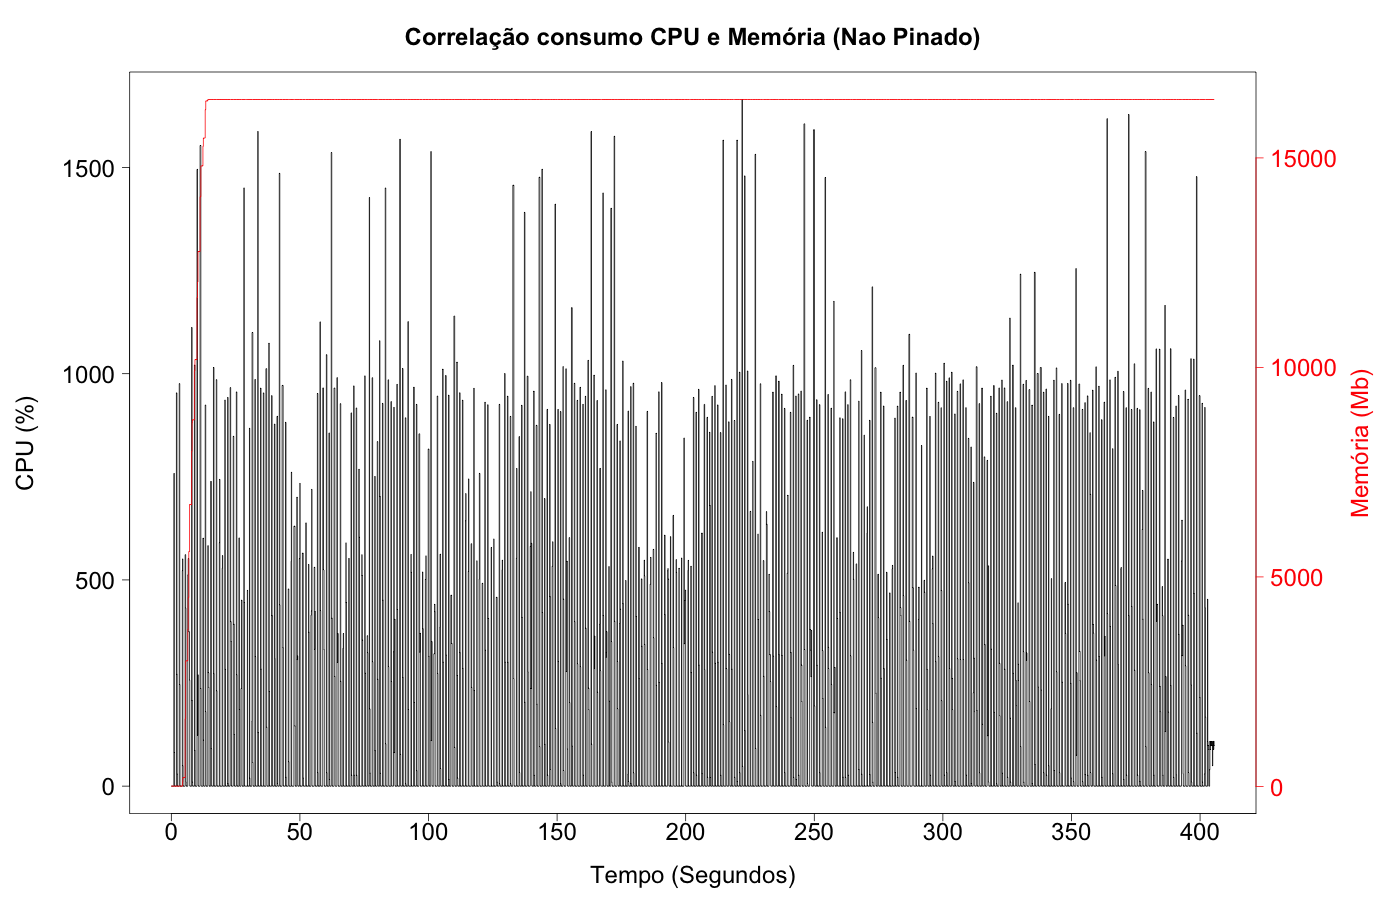 Correlação consumo CPU e Memória (Nao Pinado)
CPU (%)
1500
1000
500
0
15000
10000
5000
0
Memória (Mb)
0 50 100 150 200 250 300 350 400
Tempo (Segundos)